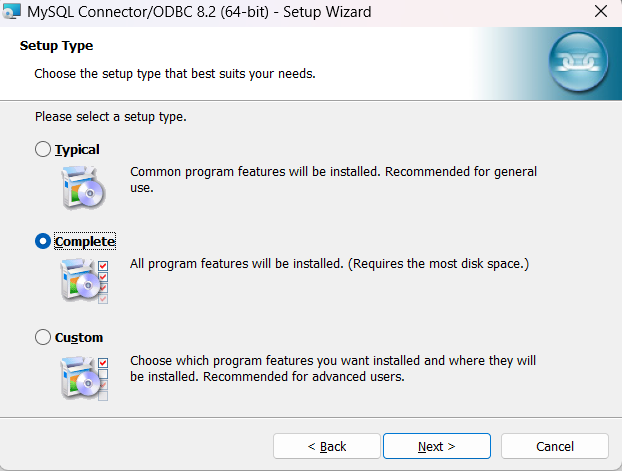 MySQL Connector/ODBC 8.2 (64-bit) - Setup Wizard
Setup Type
Choose the setup type that best suits your needs.
Please select a setup type.
Typical
Common program features will be installed. Recommended for general
use.
Complete
All program features will be installed. (Requires the most disk space.)
Custom
Choose which program features you want installed and where they will
be installed. Recommended for advanced users.
< Back
Next >
Cancel